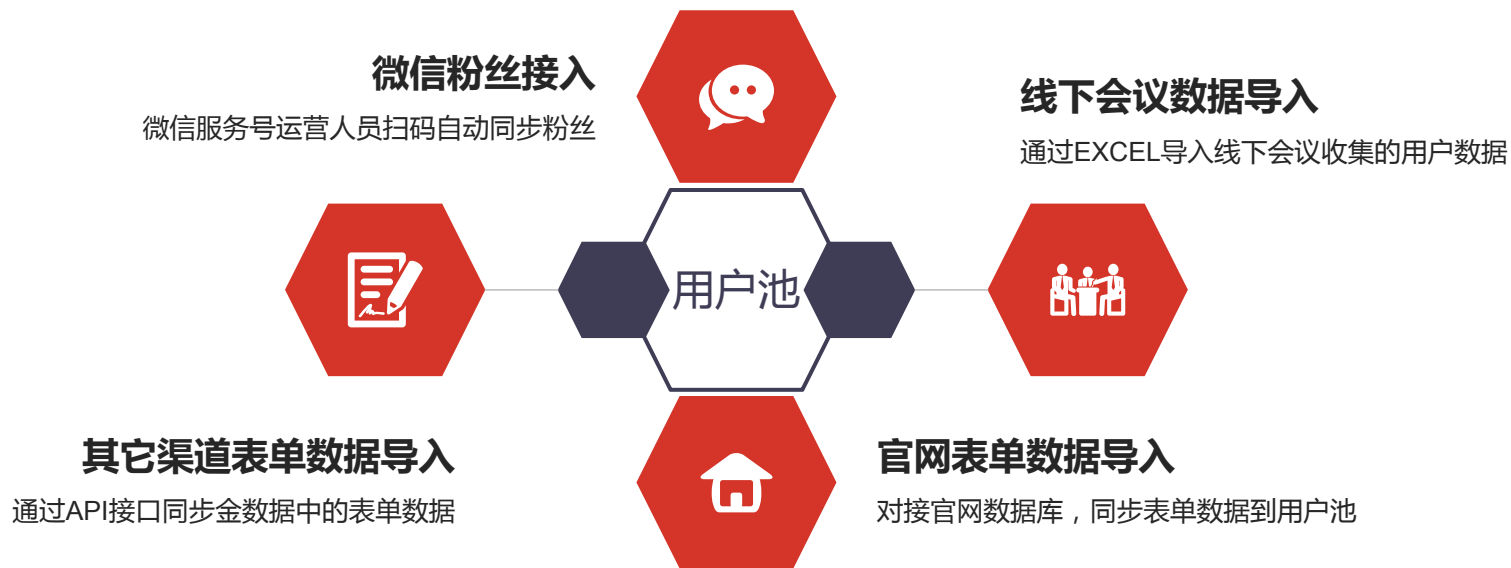 微信粉丝接入
微信服务号运营人员扫码自动同步粉丝
线下会议数据导入
通过EXCEL导入线下会议收集的用户数据
用户池
其它渠道表单数据导入
通过API接口同步金数据中的表单数据
官网表单数据导入
对接官网数据库，同步表单数据到用户池